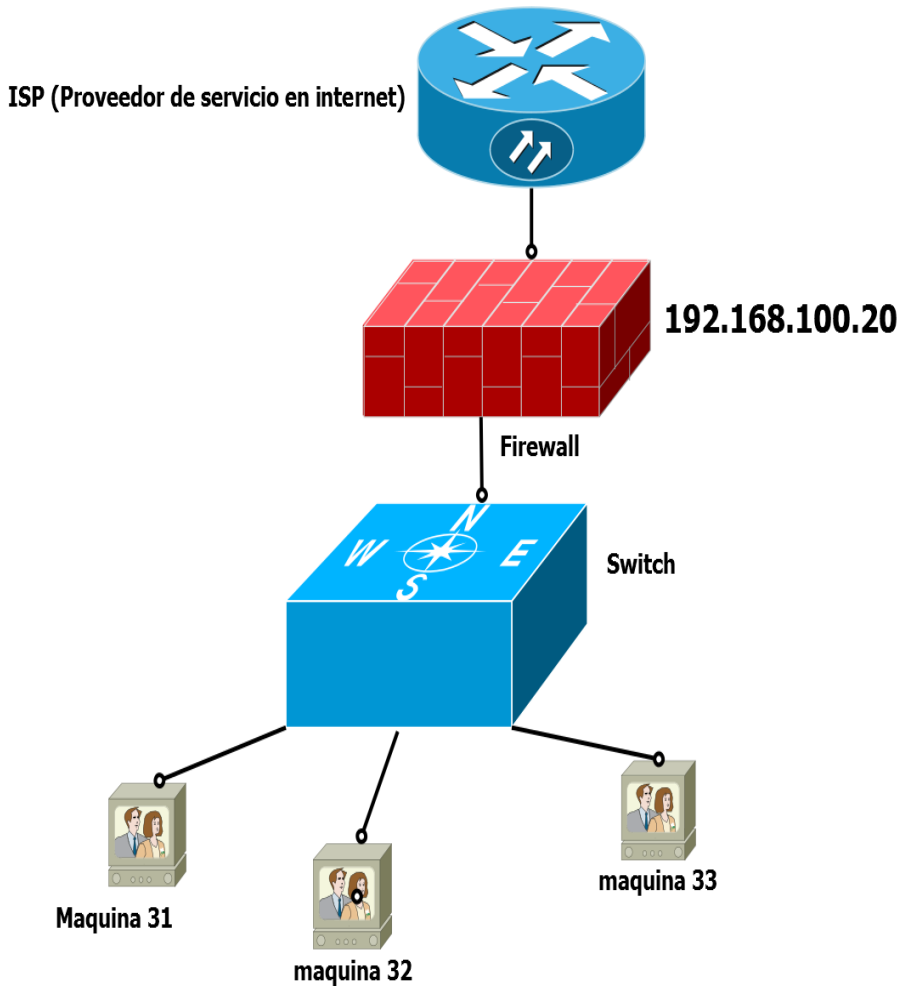 ISP (Proveedor de servicio en internet)
192.168.100.20
Firewall
N
W
E
S
Switch
Maquina 31
maquina 32
maquina 33